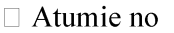 □ Atumie no